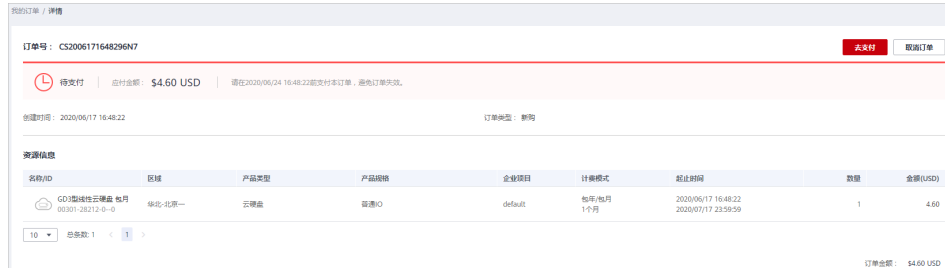 我的订单 / 详情
订单号： CS2006171648296N7
去支付 取消订单
待支付 应付金额： $4.60 USD 请在2020/06/24 16:48:22前支付本订单，避免订单失效。
创建时间： 2020/06/17 16:48:22 订单类型： 新购
资源信息
名称/ID 区域 产品类型 产品规格 企业项目 计费模式 起止时间 数量 金额(USD)
GD3型线性云硬盘 包月 华北-北京一 云硬盘 普通IO default 包年/包月 2020/06/17 16:48:22 1 4.60
00301-28212-0--0 1个月 2020/07/17 23:59:59
10 总条数: 1 < 1 >
订单金额： $4.60 USD